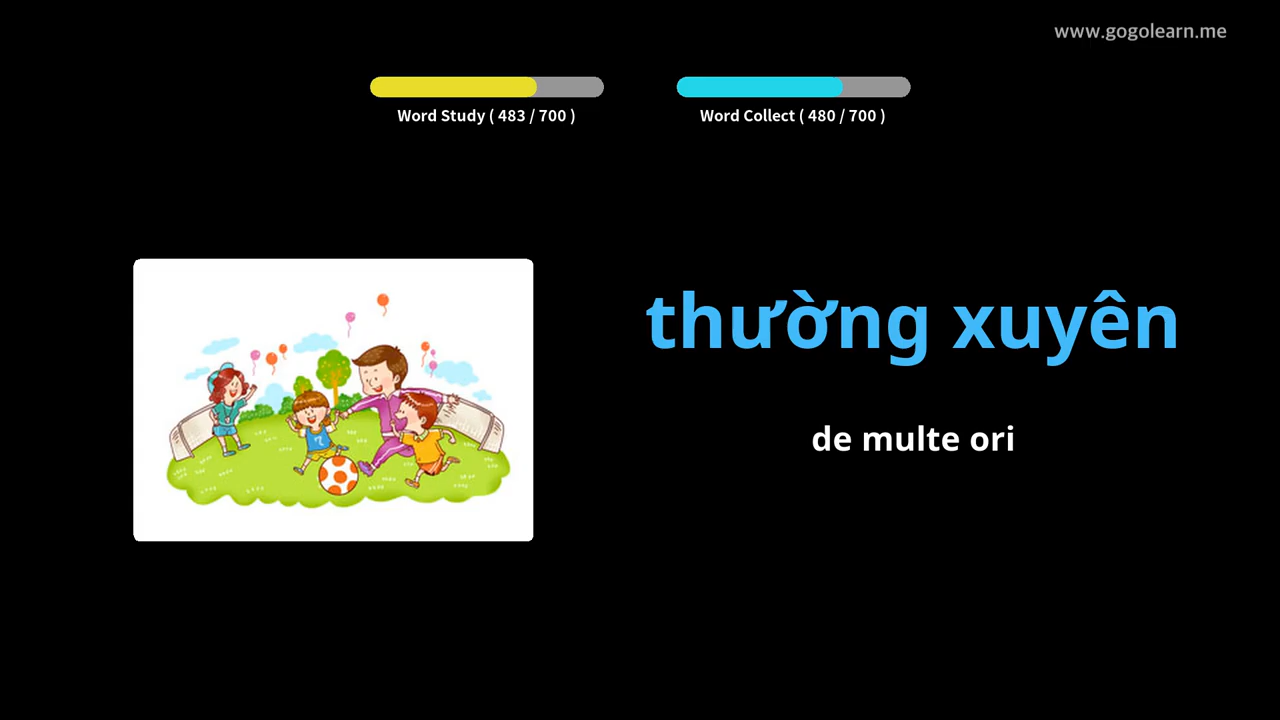 www.gogolearn.me
Word Study ( 483 / 700 )
Word Collect ( 480 / 700 )
thường xuyên
de multe ori